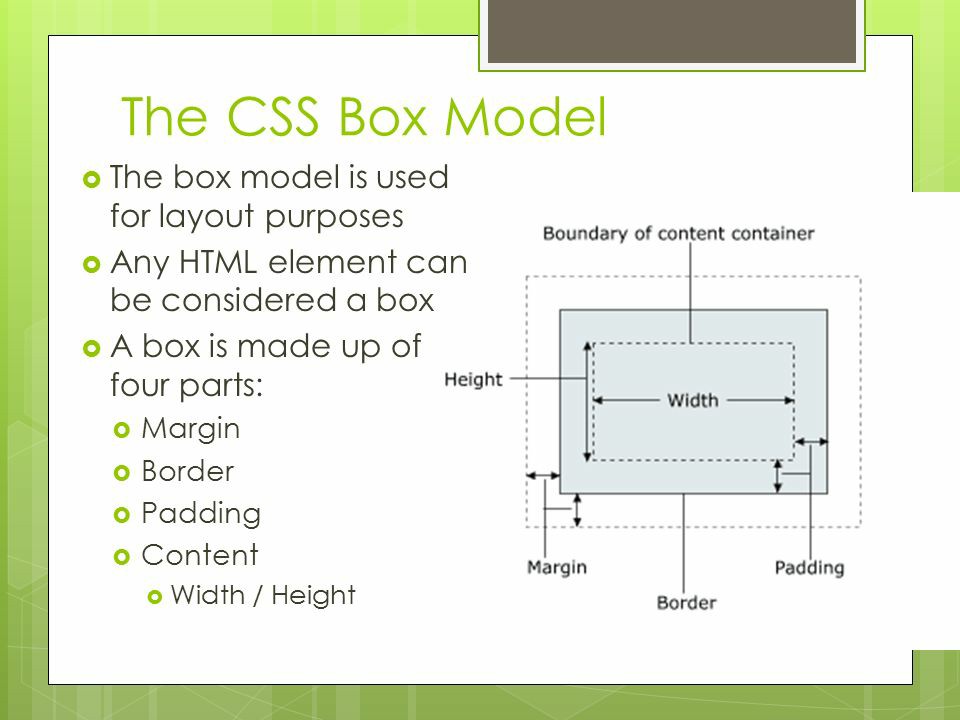 The CSS Box Model
The box model is used
for layout purposes
Any HTML element can
be considered a box
A box is made up of
four parts:
Margin
Border
Padding
Content
Width / Height
Boundary of content container
Height
Width
Margin
Padding
Border